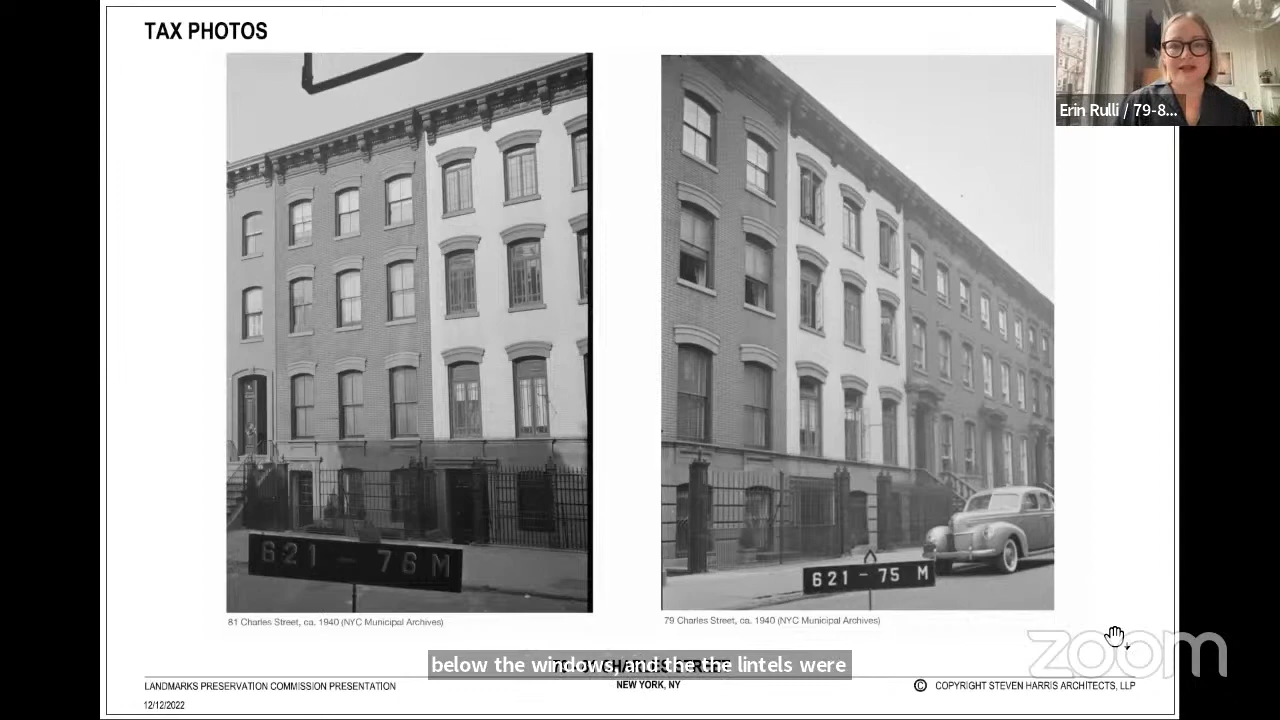 TAX PHOTOS
Erin Rulli / 79-8...
621 - 76 M
621 - 75 M
81 Charles Street, ca. 1940 (NYC Municipal Archives)
79 Charles Street, ca. 1940 (NYC Municipal Archives)
zoom
below the windows, and the the lintels were
LANDMARKS PRESERVATION COMMISSION PRESENTATION
NEW YORK, NY
© COPYRIGHT STEVEN HARRIS ARCHITECTS, LLP
12/12/2022